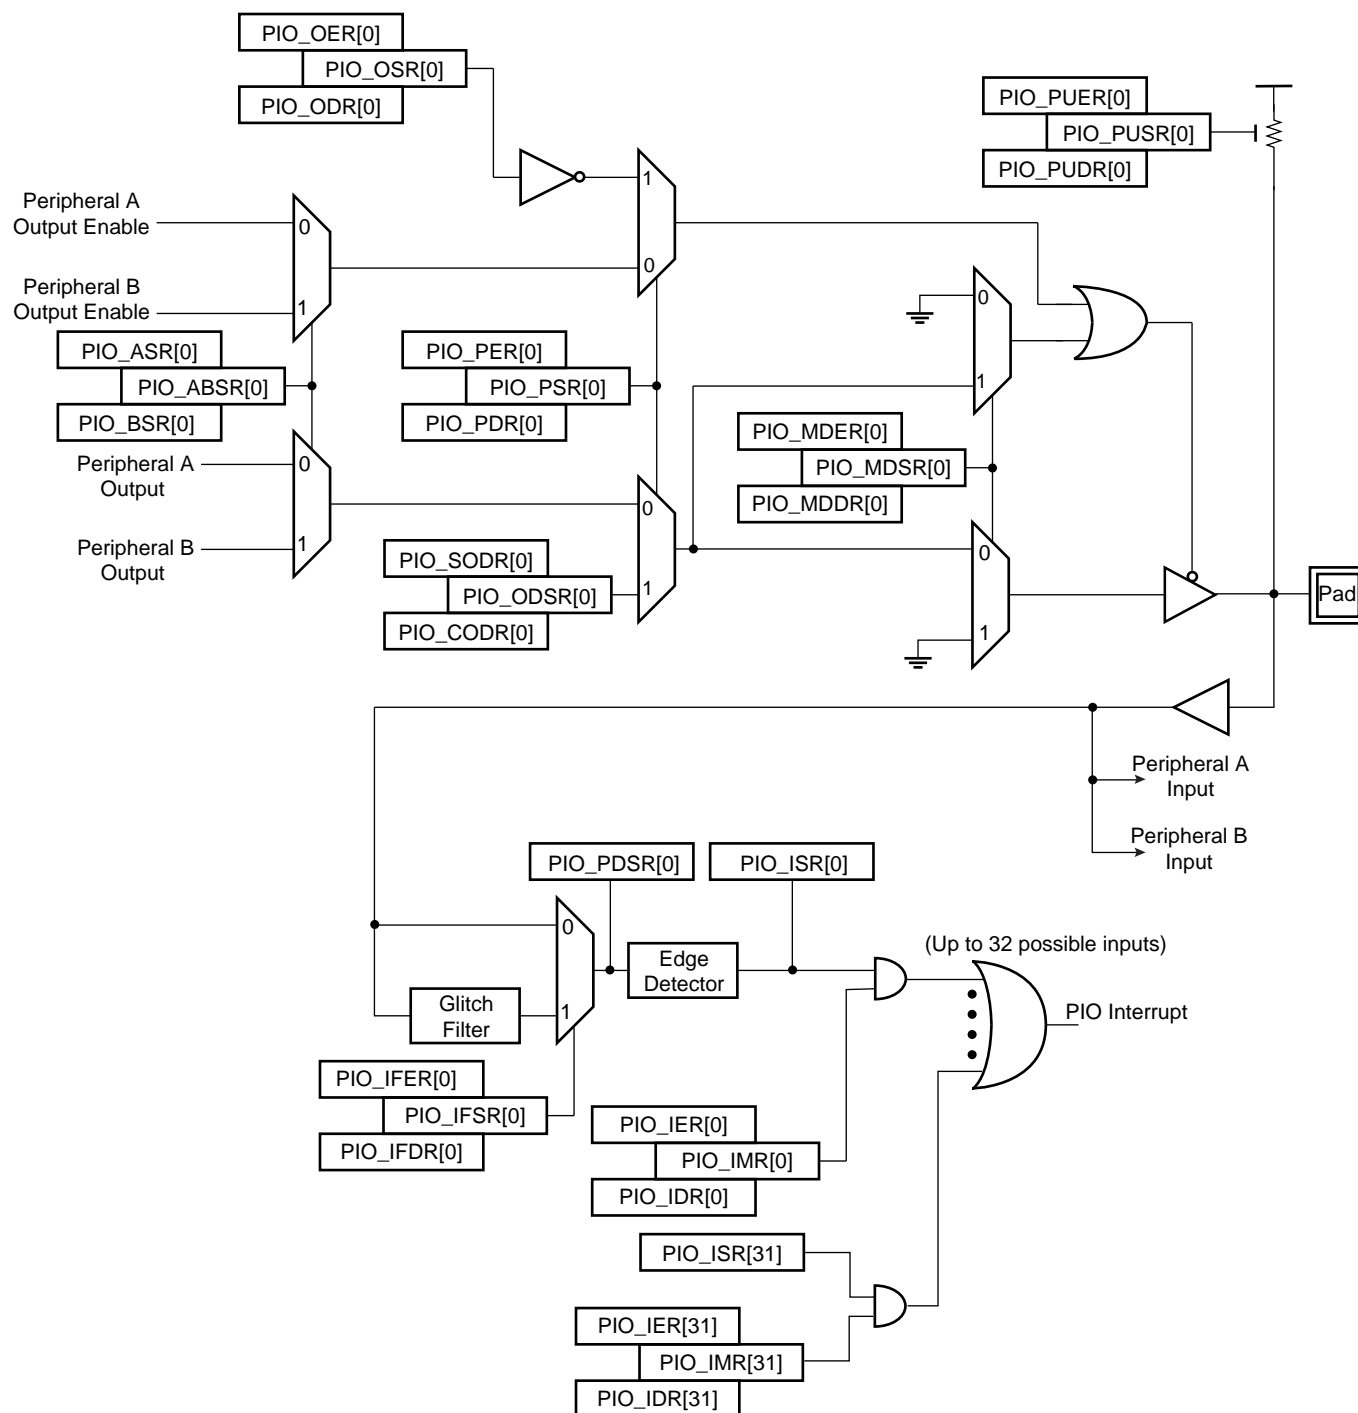 PIO_OER[0]
PIO_OSR[0]
PIO_ODR[0]
PIO_PUER[0]
PIO_PUSR[0]
PIO_PUDR[0]
1
0
Peripheral A
Output Enable
0
Peripheral B
Output Enable
1
0
1
PIO_ASR[0]
PIO_ABSR[0]
PIO_BSR[0]
PIO_PER[0]
PIO_PSR[0]
PIO_PDR[0]
PIO_MDER[0]
PIO_MDSR[0]
PIO_MDDR[0]
Peripheral A
Output
0
Peripheral B
Output
1
0
1
PIO_SODR[0]
PIO_ODSR[0]
PIO_CODR[0]
0
1
Pad
Peripheral A
Input
Peripheral B
Input
PIO_PDSR[0]
PIO_ISR[0]
0
1
Edge
Detector
Glitch
Filter
(Up to 32 possible inputs)
PIO Interrupt
PIO_IFER[0]
PIO_IFSR[0]
PIO_IFDR[0]
PIO_IER[0]
PIO_IMR[0]
PIO_IDR[0]
PIO_ISR[31]
PIO_IER[31]
PIO_IMR[31]
PIO_IDR[31]